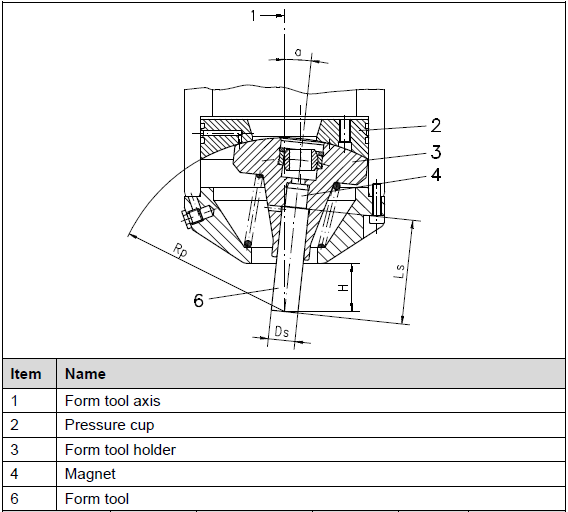 1
a
2
3
4
Rp
Ls
H
6
Ds
Item Name
1 Form tool axis
2 Pressure cup
3 Form tool holder
4 Magnet
6 Form tool